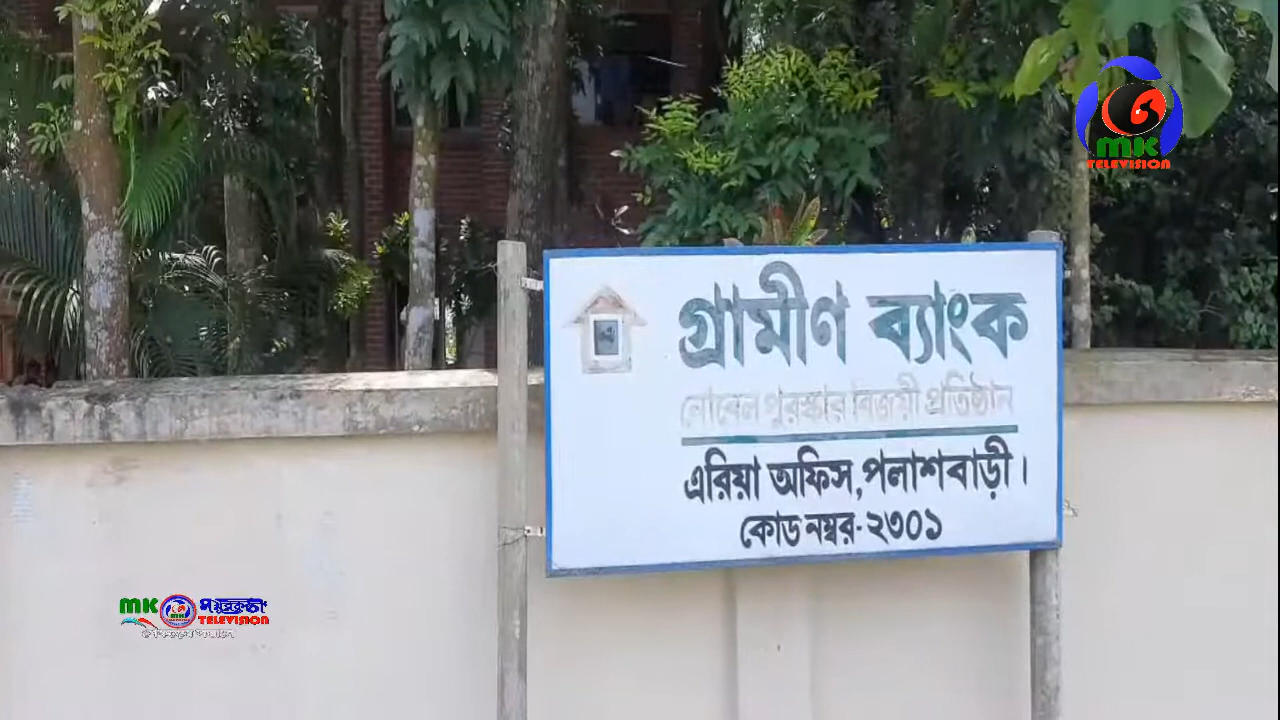 MK
TELEVISION
গ্রামীণ ব্যাংক
নোবেল পুরস্কার বিজয়ী প্রতিষ্ঠান
এরিয়া অফিস,পলাশবাড়ী।
কোড নম্বর-২৩০১
MK
TELEVISION